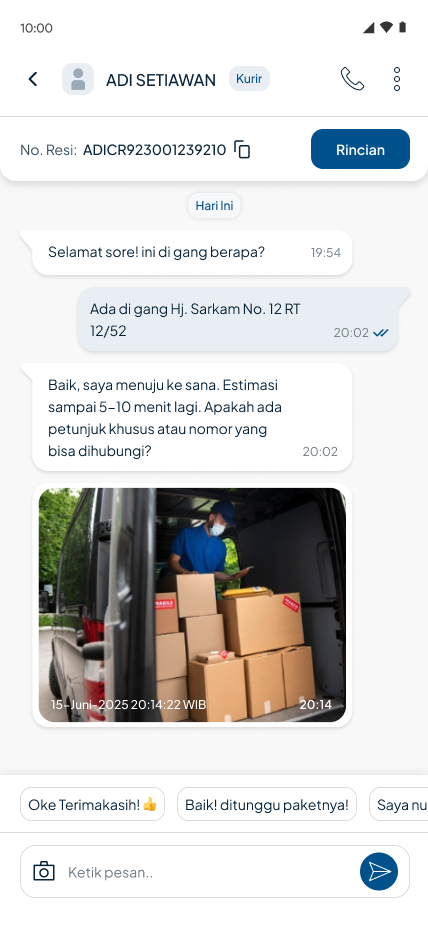 10:00
ADI SETIAWAN
Kurir
No. Resi: ADICR923001239210
Rincian
Hari Ini
Selamat sore! ini di gang berapa?
19:54
Ada di gang Hj. Sarkam No. 12 RT
12/52
20:02
Baik, saya menuju ke sana. Estimasi
sampai 5–10 menit lagi. Apakah ada
petunjuk khusus atau nomor yang
bisa dihubungi?
20:02
FRAGILE
FRAGILE
15-Juni-2025 20:14:22 WIB
20:14
Oke Terimakasih! 👍
Baik! ditunggu paketnya!
Saya nu
Ketik pesan..